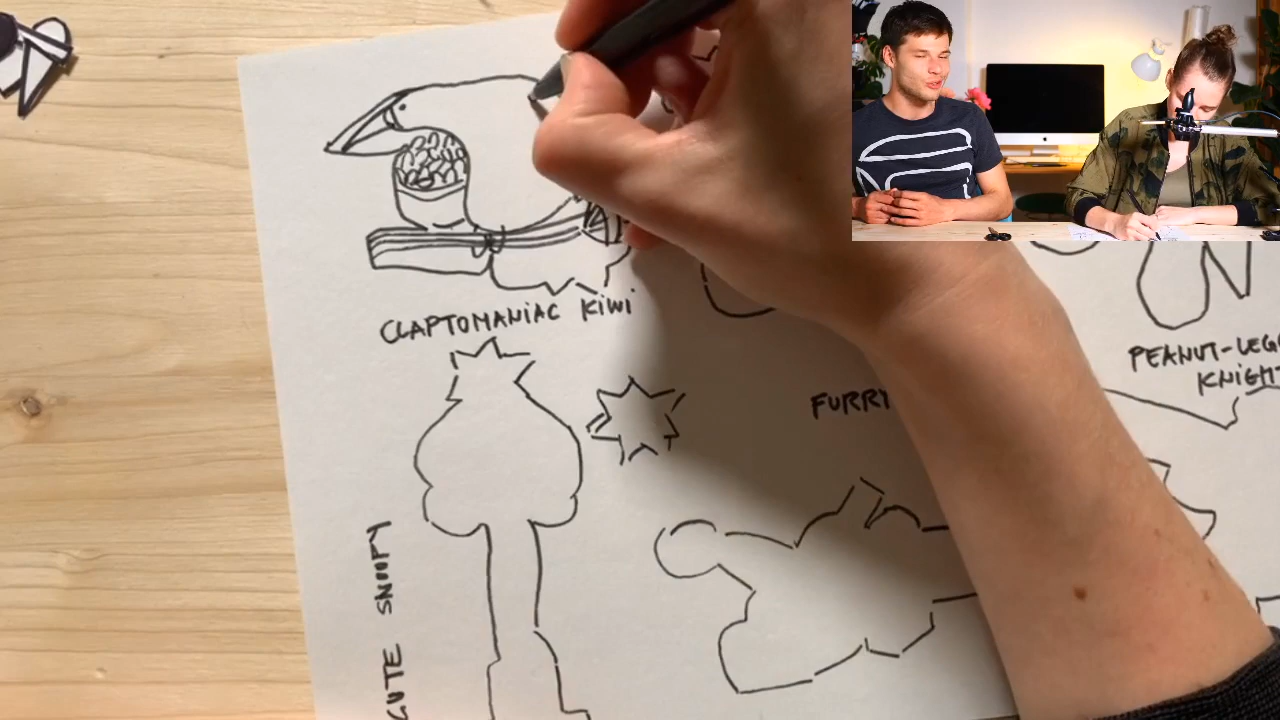 CLAPTOMANIAC KIWI
FURRY
PEANUT-LEG
KNIGHT
CUTE SNOOPY